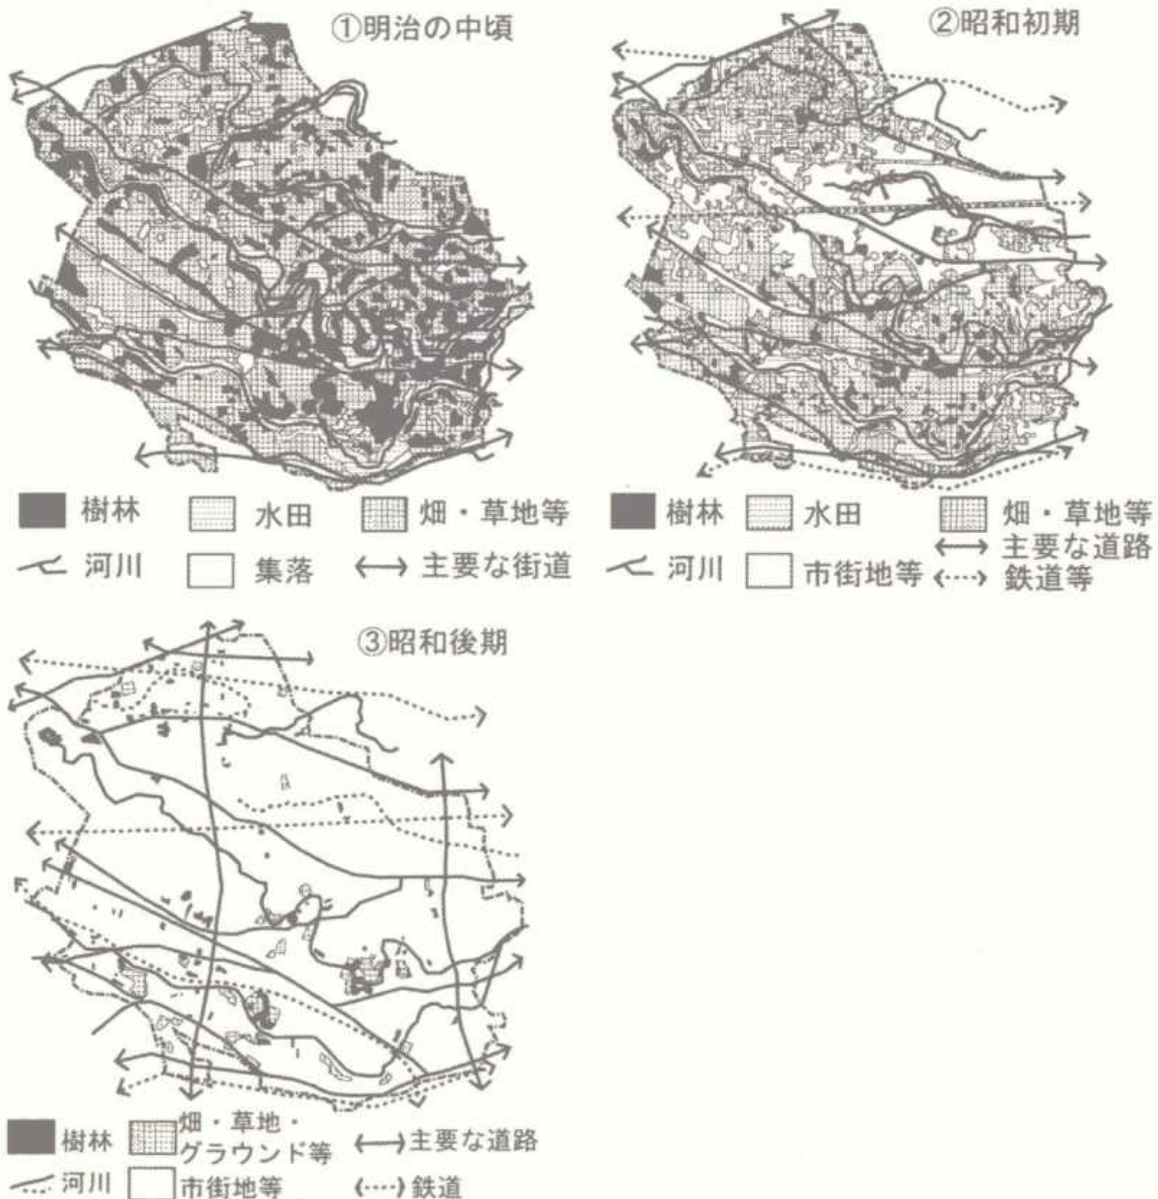 ①明治の中頃
②昭和初期
樹林 水田 畑・草地等
河川 集落 主要な街道
樹林 水田 畑・草地等
主要な道路
河川 市街地等 鉄道等
③昭和後期
樹林 畑・草地・
グラウンド等 主要な道路
河川 市街地等 鉄道